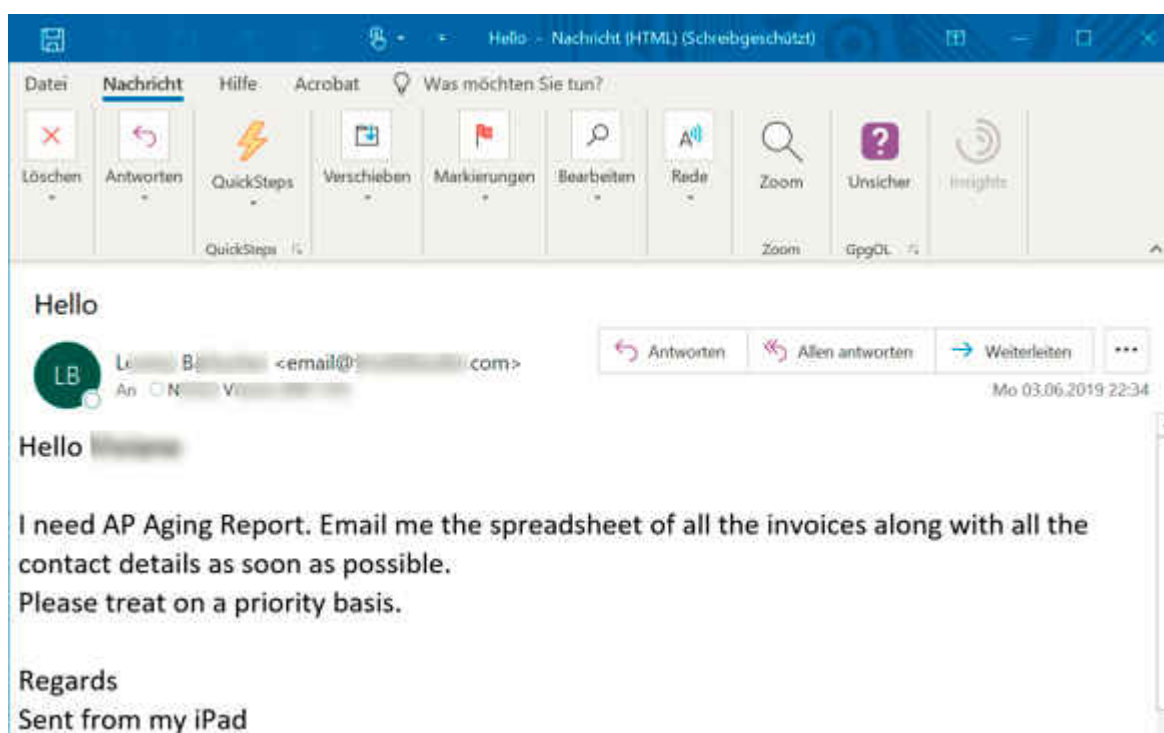 Hello - Nachricht (HTML) (Schreibgeschützt)
Datei Nachricht Hilfe Acrobat Was möchten Sie tun?
Löschen Antworten QuickSteps Verschieben Markierungen Bearbeiten Rede Zoom Unsicher Insights
QuickSteps Zoom GpgOL
Hello
LB
L B <email@ com>
Antworten Allen antworten Weiterleiten
An N V
Mo 03.06.2019 22:34
Hello
I need AP Aging Report. Email me the spreadsheet of all the invoices along with all the
contact details as soon as possible.
Please treat on a priority basis.
Regards
Sent from my iPad